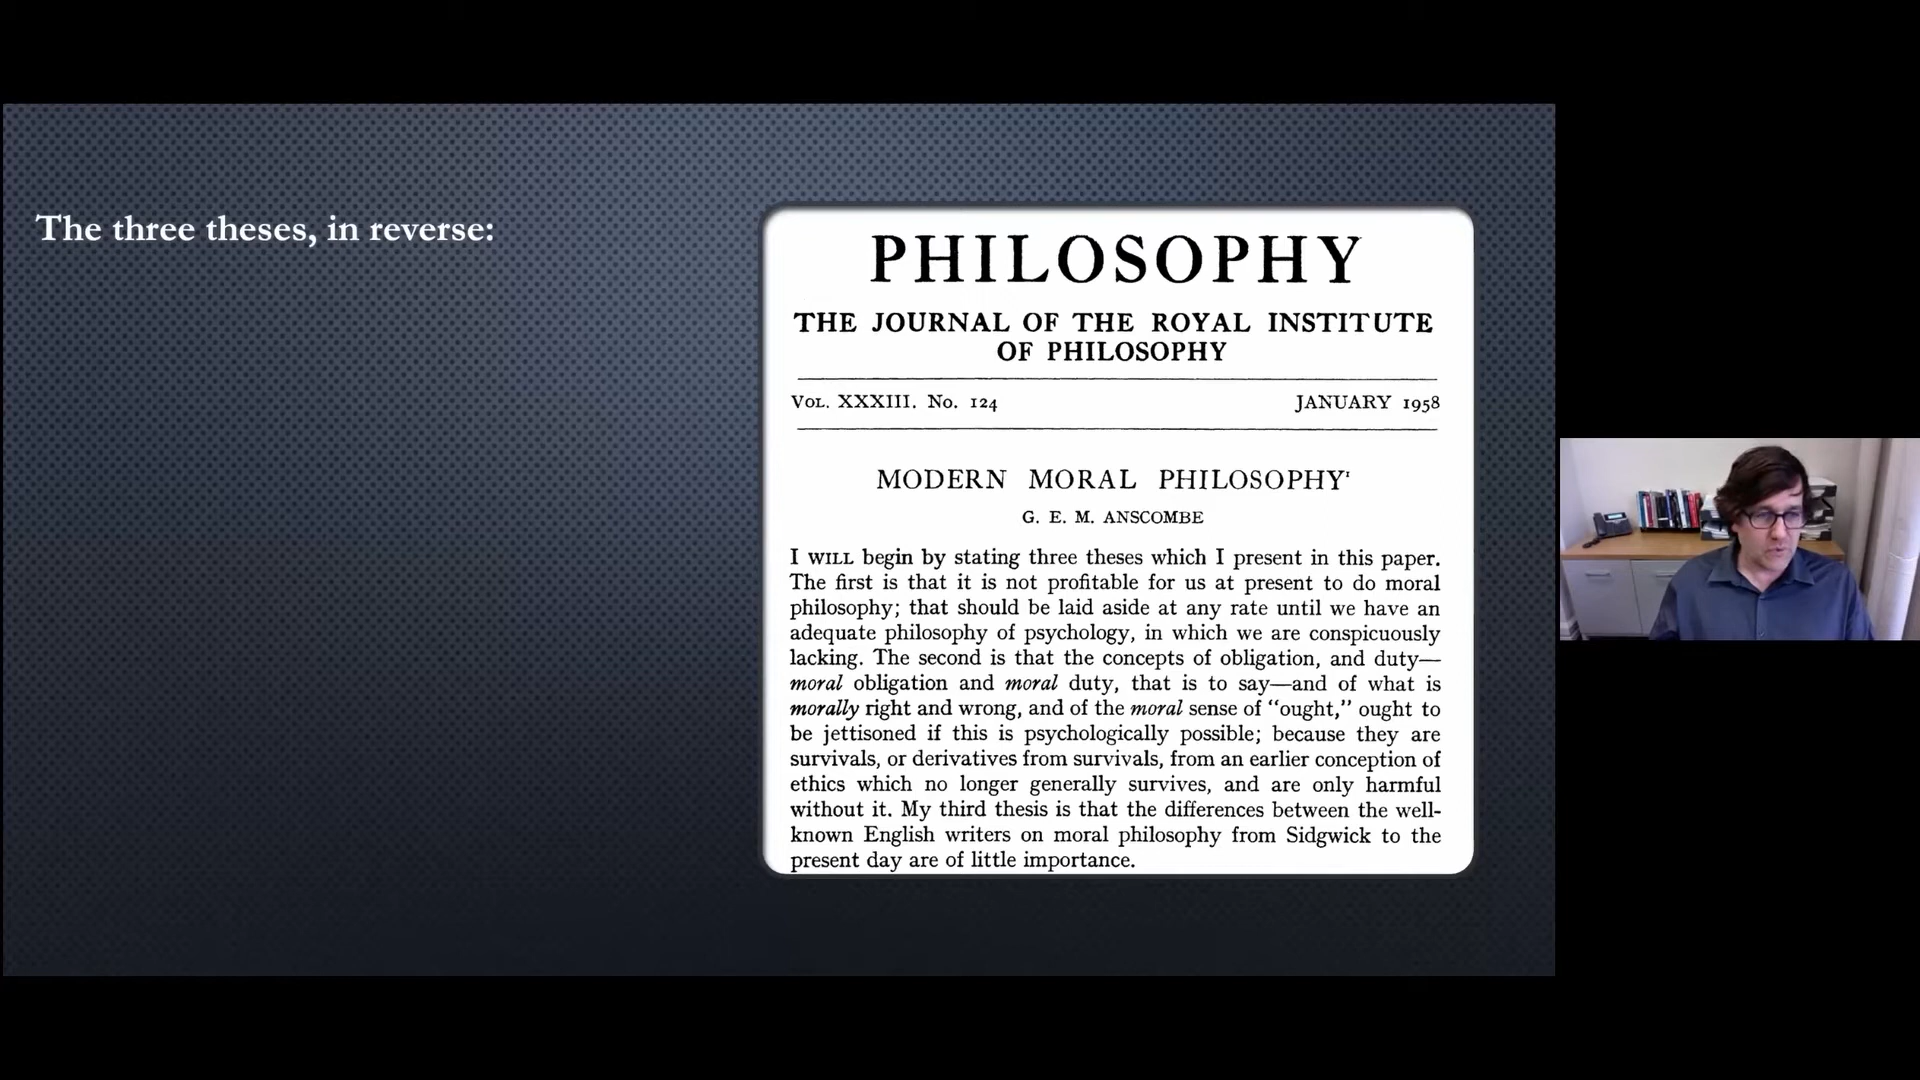 The three theses, in reverse:
PHILOSOPHY
THE JOURNAL OF THE ROYAL INSTITUTE
OF PHILOSOPHY
VOL. XXXIII. No. 124 JANUARY 1958
MODERN MORAL PHILOSOPHY¹
G. E. M. ANSCOMBE
I WILL begin by stating three theses which I present in this paper.
The first is that it is not profitable for us at present to do moral
philosophy; that should be laid aside at any rate until we have an
adequate philosophy of psychology, in which we are conspicuously
lacking. The second is that the concepts of obligation, and duty—
moral obligation and moral duty, that is to say—and of what is
morally right and wrong, and of the moral sense of “ought,” ought to
be jettisoned if this is psychologically possible; because they are
survivals, or derivatives from survivals, from an earlier conception of
ethics which no longer generally survives, and are only harmful
without it. My third thesis is that the differences between the well-
known English writers on moral philosophy from Sidgwick to the
present day are of little importance.